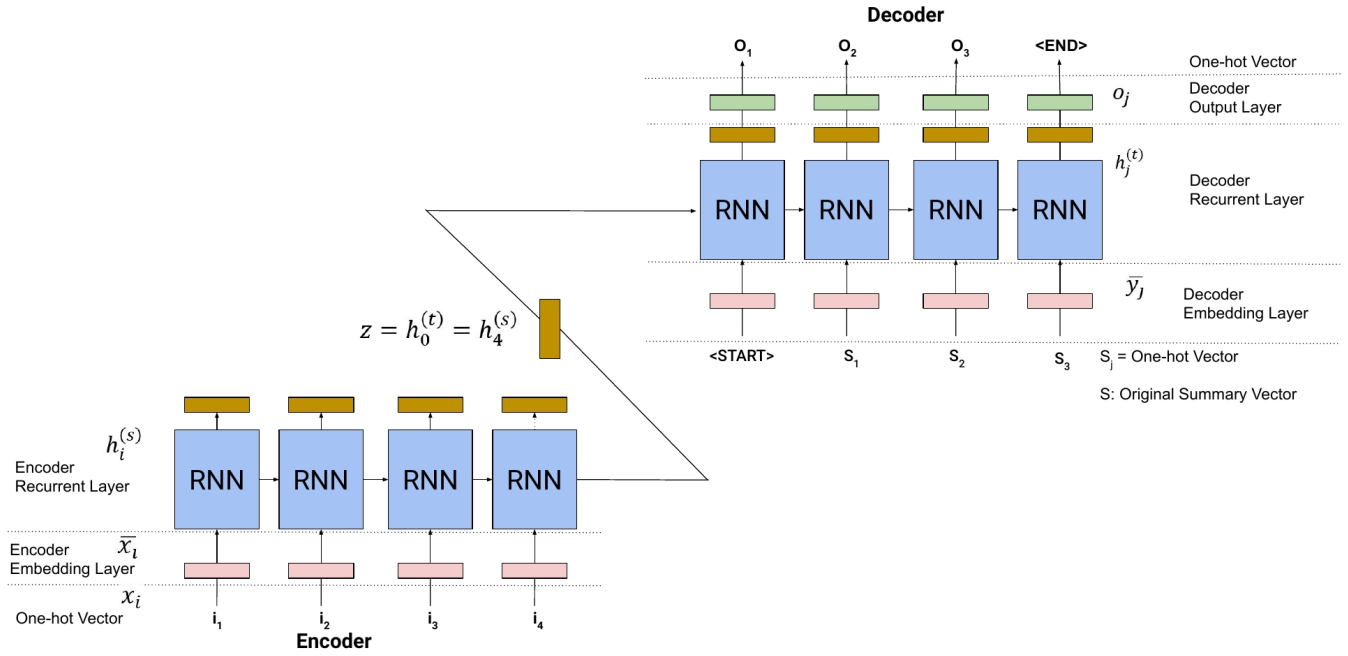 Decoder
O₁ O₂ O₃ <END>
One-hot Vector
oⱼ
Decoder
Output Layer
hⱼ⁽ᵗ⁾
RNN RNN RNN RNN
Decoder
Recurrent Layer
y̅ⱼ
Decoder
Embedding Layer
<START> S₁ S₂ S₃
Sⱼ = One-hot Vector
S: Original Summary Vector
z = h₀⁽ᵗ⁾ = h₄⁽ˢ⁾
hᵢ⁽ˢ⁾
Encoder
Recurrent Layer
RNN RNN RNN RNN
x̅ᵢ
Encoder
Embedding Layer
xᵢ
One-hot Vector
i₁ i₂ i₃ i₄
Encoder